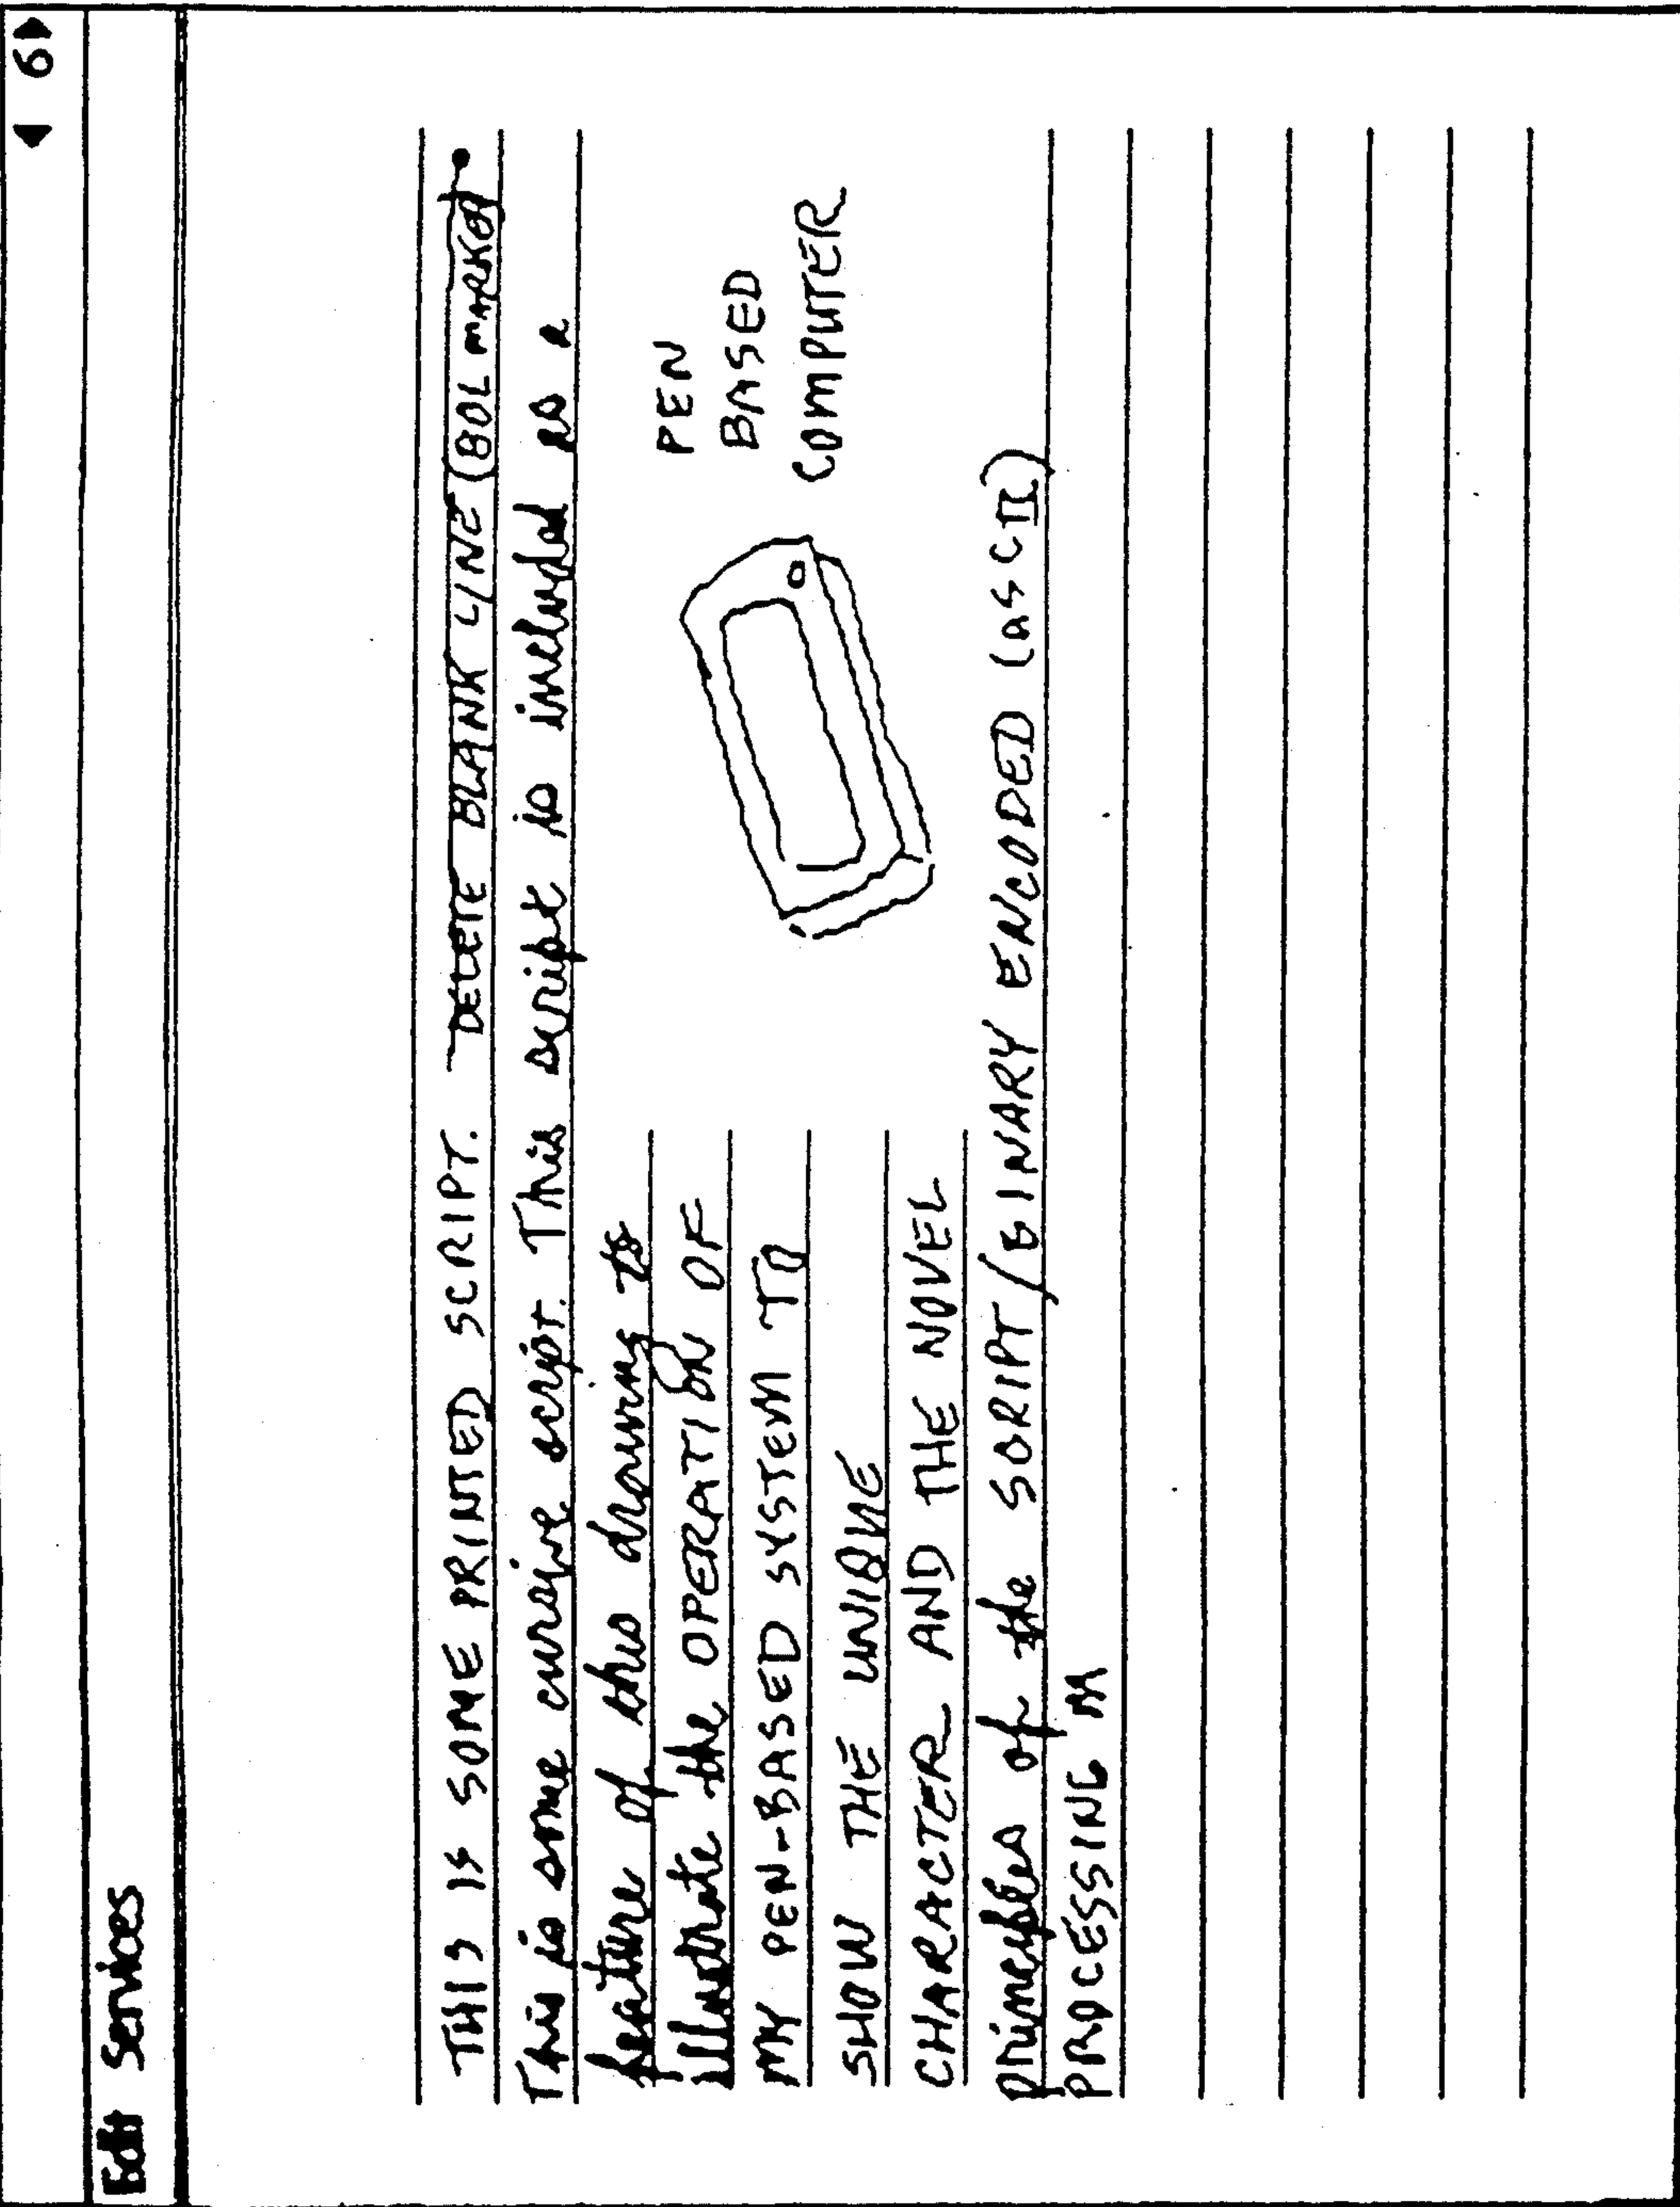 ◀ 6 ▶
Edit Services
THIS IS SOME PRINTED SCRIPT. DELETE BLANK LINE (BOL MARKER)
This is some cursive script. This script is included as a
feature of this drawing to
illustrate the OPERATION OF
MY PEN-BASED SYSTEM TO
SHOW THE UNIQUE
CHARACTER AND THE NOVEL
PEN
BASED
COMPUTER
principles of the SCRIPT/BINARY ENCODED (ASCII)
PROCESSING M